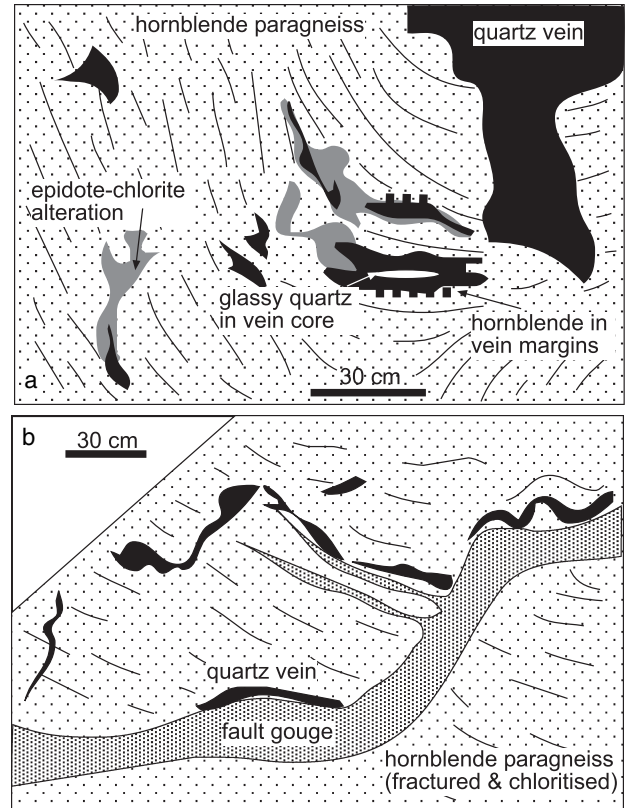 hornblende paragneiss
quartz vein
epidote-chlorite
alteration
glassy quartz
in vein core
hornblende in
vein margins
a
30 cm
b
30 cm
quartz vein
fault gouge
hornblende paragneiss
(fractured & chloritised)